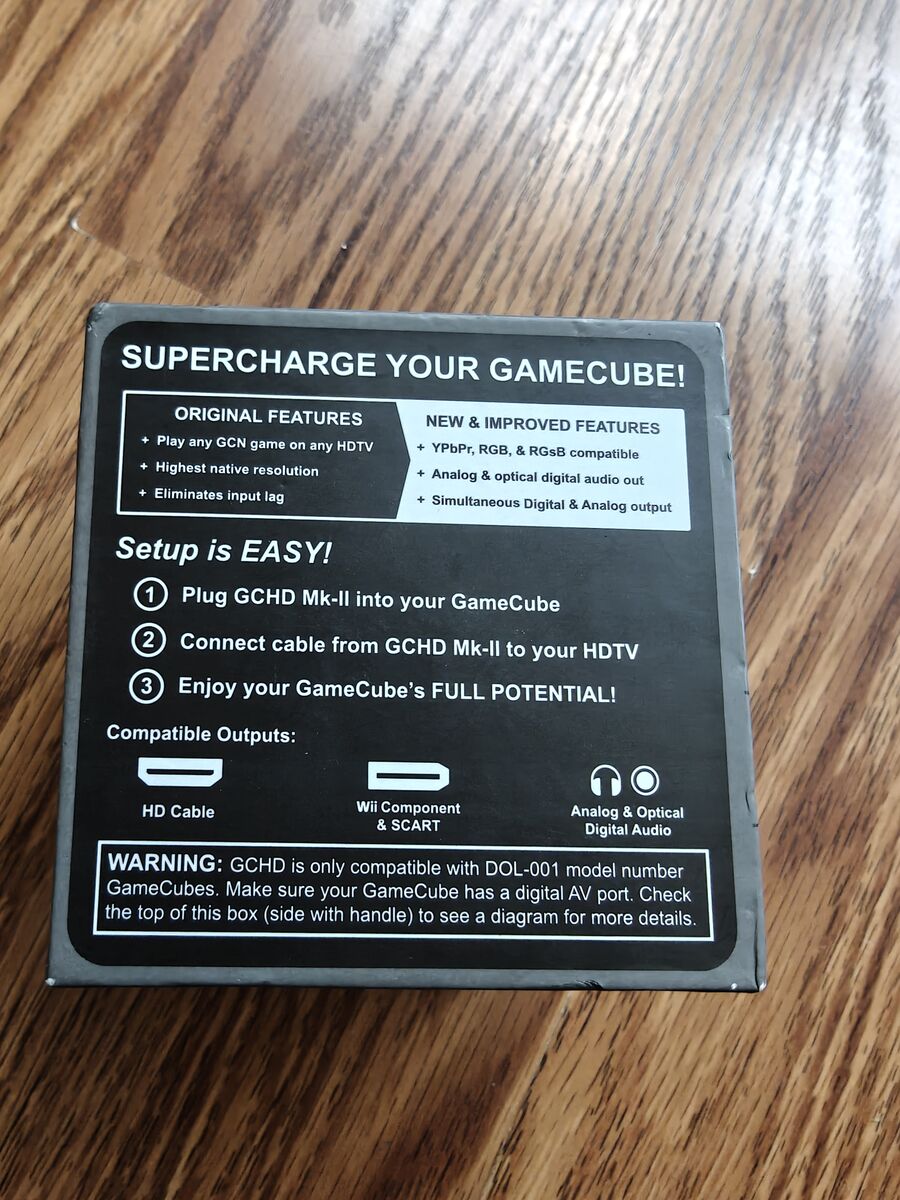 SUPERCHARGE YOUR GAMECUBE!
ORIGINAL FEATURES
+ Play any GCN game on any HDTV
+ Highest native resolution
+ Eliminates input lag
NEW & IMPROVED FEATURES
+ YPbPr, RGB, & RGsB compatible
+ Analog & optical digital audio out
+ Simultaneous Digital & Analog output
Setup is EASY!
1 Plug GCHD Mk-II into your GameCube
2 Connect cable from GCHD Mk-II to your HDTV
3 Enjoy your GameCube's FULL POTENTIAL!
Compatible Outputs:
HD Cable
Wii Component
& SCART
Analog & Optical
Digital Audio
WARNING: GCHD is only compatible with DOL-001 model number
GameCubes. Make sure your GameCube has a digital AV port. Check
the top of this box (side with handle) to see a diagram for more details.